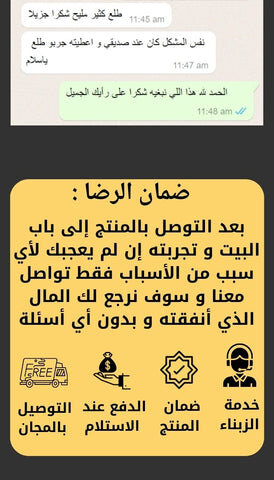 طلع كثير مليح شكرا جزيلا
11:45 am
نفس المشكل كان عند صديقي و اعطيته جربو طلع
ياسلام
11:47 am
الحمد لله هذا اللي نبغيه شكرا على رأيك الجميل
11:48 am
ضمان الرضا :
بعد التوصل بالمنتج إلى باب
البيت و تجربته إن لم يعجبك لأي
سبب من الأسباب فقط تواصل
معنا و سوف نرجع لك المال
الذي أنفقته و بدون أي أسئلة
خدمة
الزبناء
ضمان
المنتج
$
الدفع عند
الاستلام
FREE
التوصيل
بالمجان